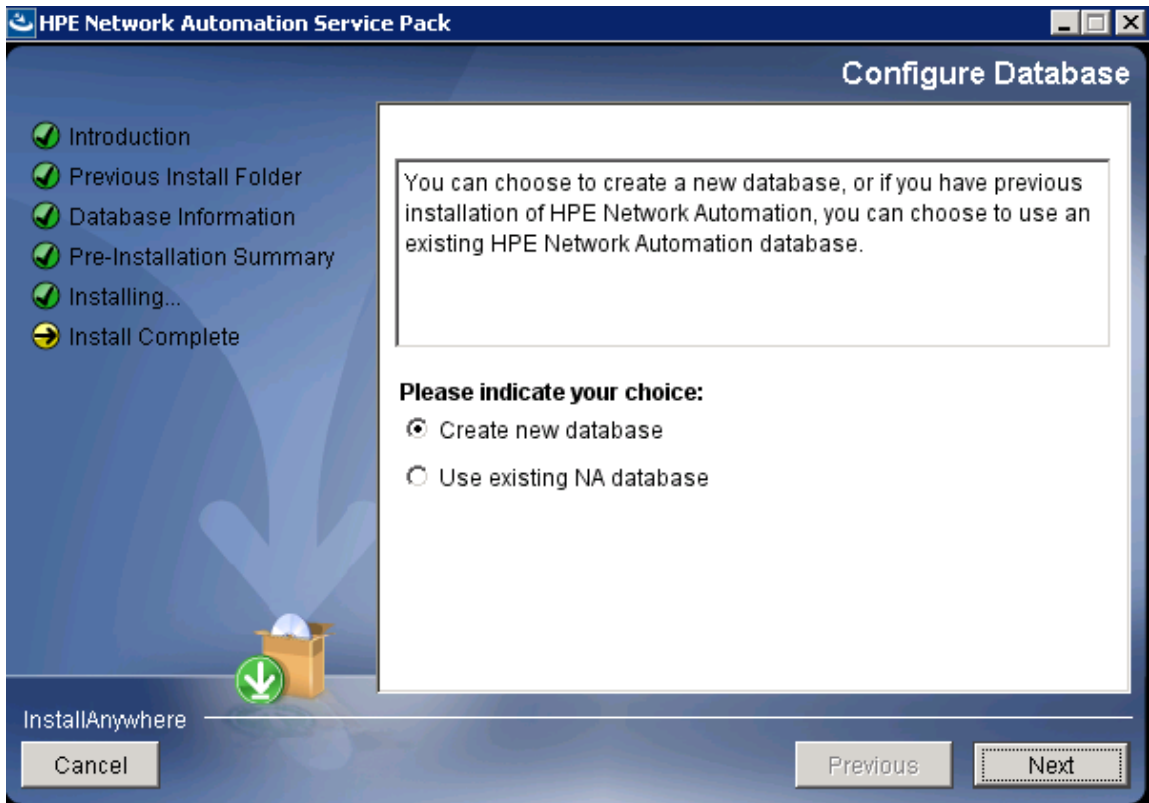 HPE Network Automation Service Pack
Configure Database
Introduction
Previous Install Folder
Database Information
Pre-Installation Summary
Installing...
Install Complete
You can choose to create a new database, or if you have previous
installation of HPE Network Automation, you can choose to use an
existing HPE Network Automation database.
Please indicate your choice:
Create new database
Use existing NA database
InstallAnywhere
Cancel
Previous
Next